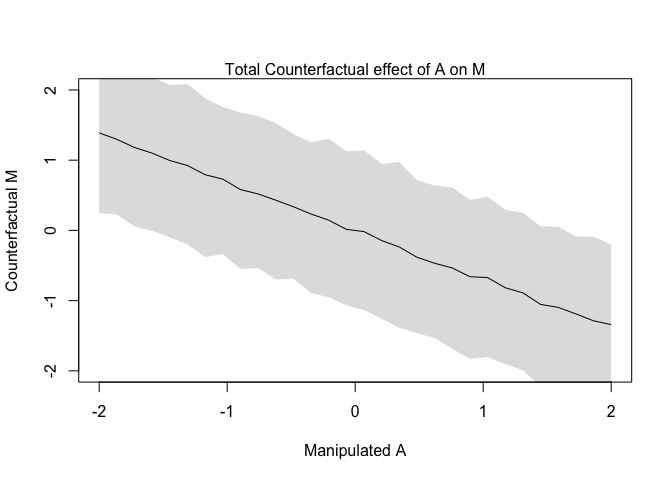 Total Counterfactual effect of A on M
2
1
0
-1
-2
Counterfactual M
-2 -1 0 1 2
Manipulated A